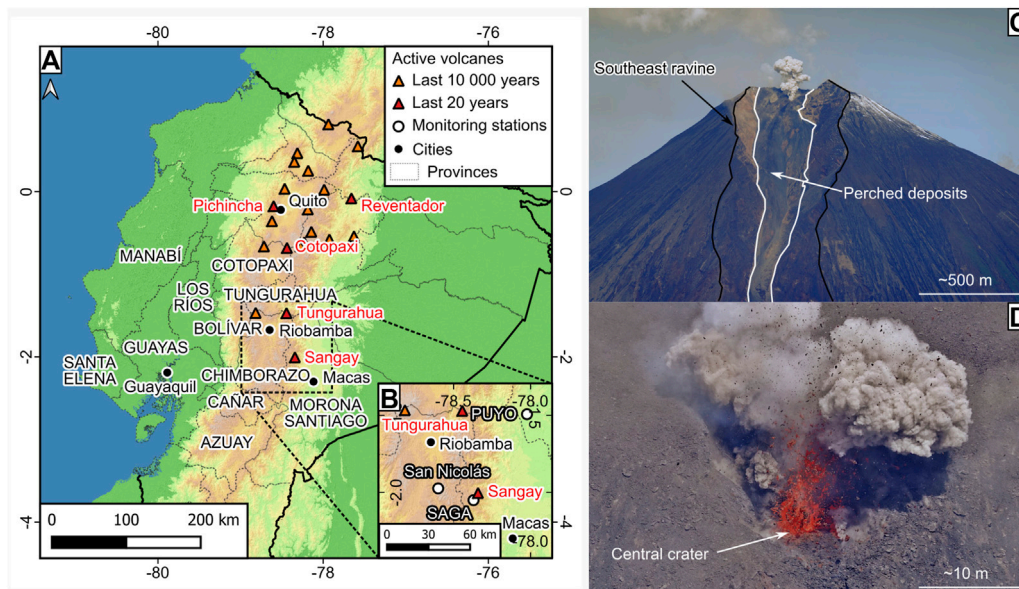 A
-80
-78
-76
0
-2
-4
Active volcanes
Last 10 000 years
Last 20 years
Monitoring stations
Cities
Provinces
Quito
Pichincha
Reventador
MANABÍ
Cotopaxi
COTOPAXI
LOS
RÍOS
TUNGURAHUA
Tungurahua
BOLÍVAR
Riobamba
GUAYAS
SANTA
ELENA
Guayaquil
Sangay
CHIMBORAZO
Macas
CAÑAR
MORONA
SANTIAGO
AZUAY
0 100 200 km
-80
-78
-76
B
-78.5
-78.0
-1.5
PUYO
Tungurahua
Riobamba
-2.0
San Nicolás
Sangay
SAGA
Macas
-78.0
0 30 60 km
C
Southeast ravine
Perched deposits
~500 m
D
Central crater
~10 m